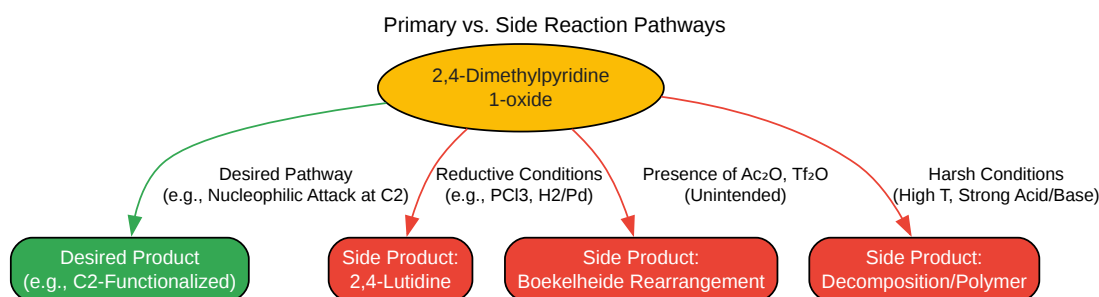 Primary vs. Side Reaction Pathways
2,4-Dimethylpyridine
1-oxide
Desired Pathway
(e.g., Nucleophilic Attack at C2)
Reductive Conditions
(e.g., PCl3, H2/Pd)
Presence of Ac₂O, Tf₂O
(Unintended)
Harsh Conditions
(High T, Strong Acid/Base)
Desired Product
(e.g., C2-Functionalized)
Side Product:
2,4-Lutidine
Side Product:
Boekelheide Rearrangement
Side Product:
Decomposition/Polymer